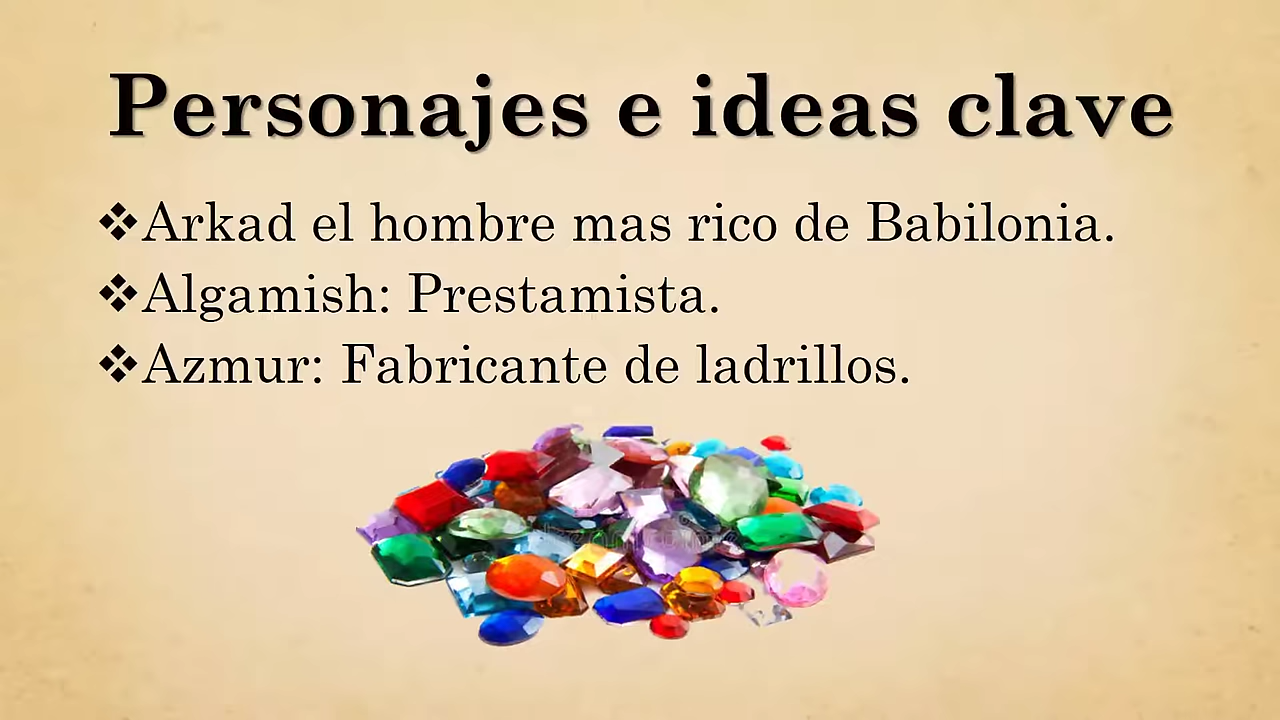 Personajes e ideas clave
❖Arkad el hombre mas rico de Babilonia.
❖Algamish: Prestamista.
❖Azmur: Fabricante de ladrillos.